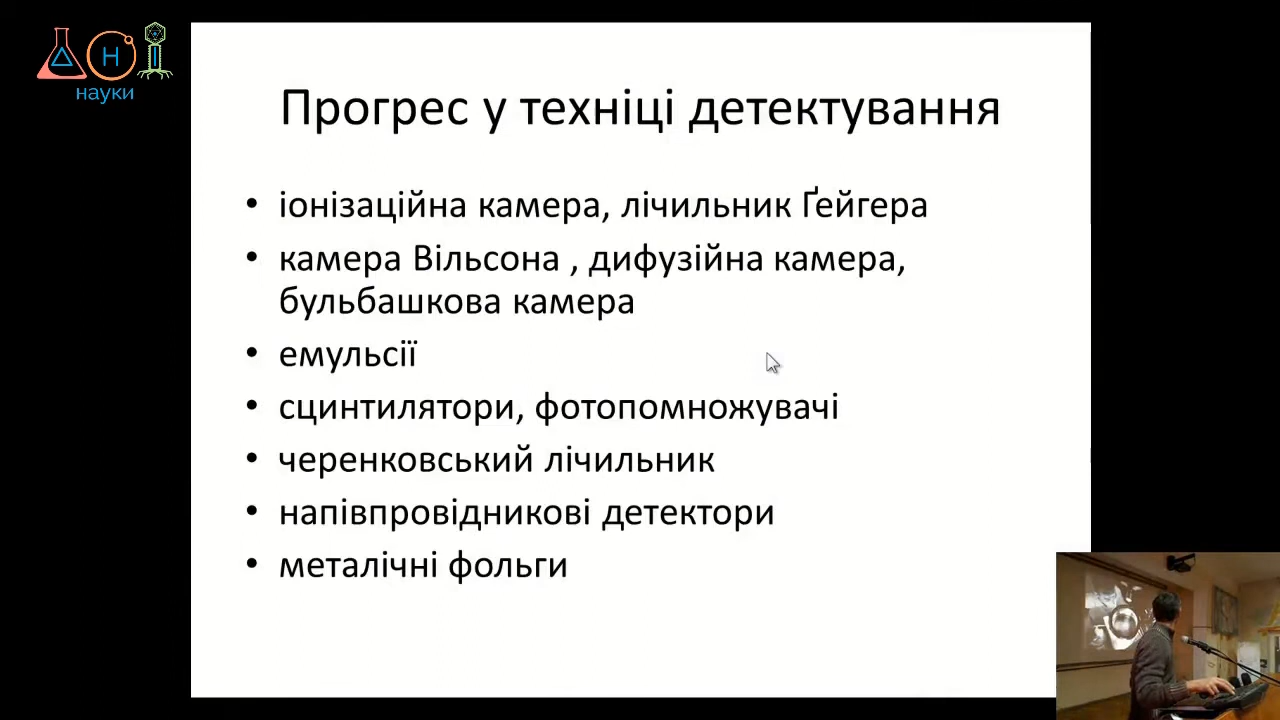 Дні
науки
Прогрес у техніці детектування
• іонізаційна камера, лічильник Ґейгера
• камера Вільсона , дифузійна камера,
бульбашкова камера
• емульсії
• сцинтилятори, фотопомножувачі
• черенковський лічильник
• напівпровідникові детектори
• металічні фольги